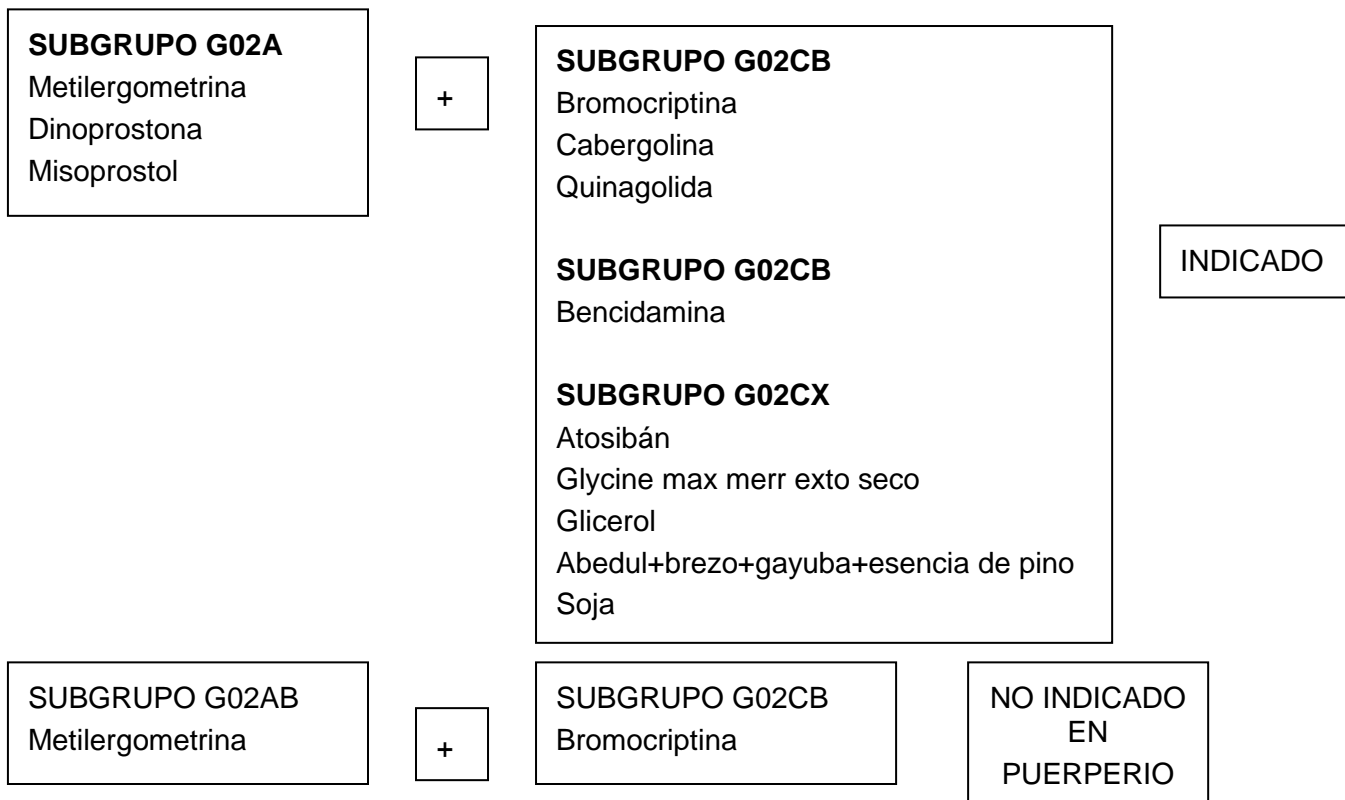 SUBGRUPO G02A
Metilergometrina
Dinoprostona
Misoprostol
+
SUBGRUPO G02CB
Bromocriptina
Cabergolina
Quinagolida
SUBGRUPO G02CB
Bencidamina
SUBGRUPO G02CX
Atosibán
Glycine max merr exto seco
Glicerol
Abedul+brezo+gayuba+esencia de pino
Soja
INDICADO
SUBGRUPO G02AB
Metilergometrina
+
SUBGRUPO G02CB
Bromocriptina
NO INDICADO
EN
PUERPERIO